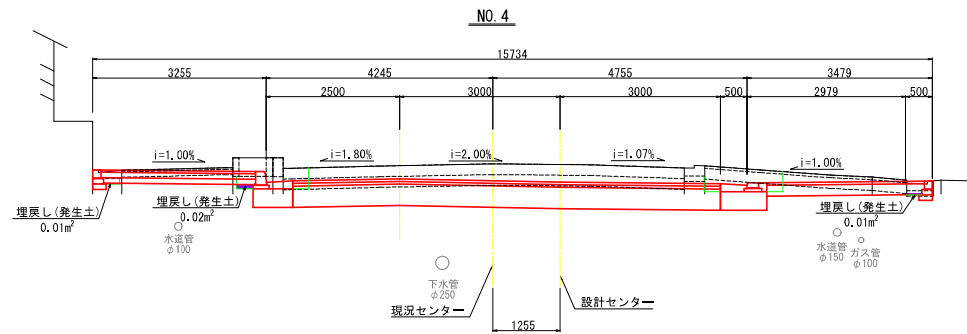 NO. 4
15734
3255
4245
4755
3479
2500
3000
3000
500
2979
500
i=1.00%
i=1.80%
i=2.00%
i=1.07%
i=1.00%
埋戻し(発生土)
0.01㎡
水道管
φ100
埋戻し(発生土)
0.02㎡
下水管
φ250
現況センター
設計センター
1255
埋戻し(発生土)
0.01㎡
水道管
φ150
ガス管
φ100